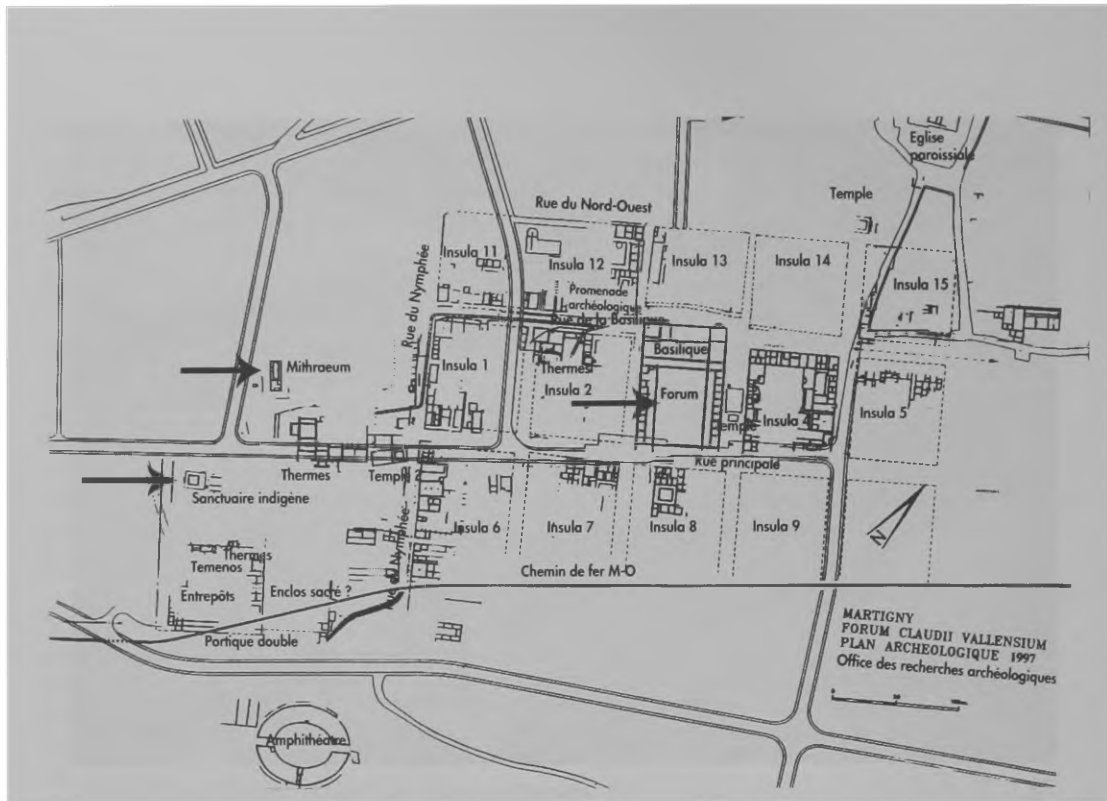 Eglise
paroissiale
Temple
Rue du Nord-Ouest
Insula 11
Insula 12
Insula 13
Insula 14
Insula 15
Rue du Nymphée
Promenade
archéologique
Rue de la Basilique
Basilique
Mithraeum
Insula 1
Thermes
Insula 2
Forum
Temple
Insula 4
Insula 5
Rue principale
Thermes
Temple 2
Sanctuaire indigène
Insula 6
Insula 7
Insula 8
Insula 9
N
Thermes
Temenos
Entrepôts
Enclos sacré ?
Rue du Nymphée
Chemin de fer M-O
Portique double
MARTIGNY
FORUM CLAUDII VALLENSIUM
PLAN ARCHEOLOGIQUE 1997
Office des recherches archéologiques
0
Amphithéatre